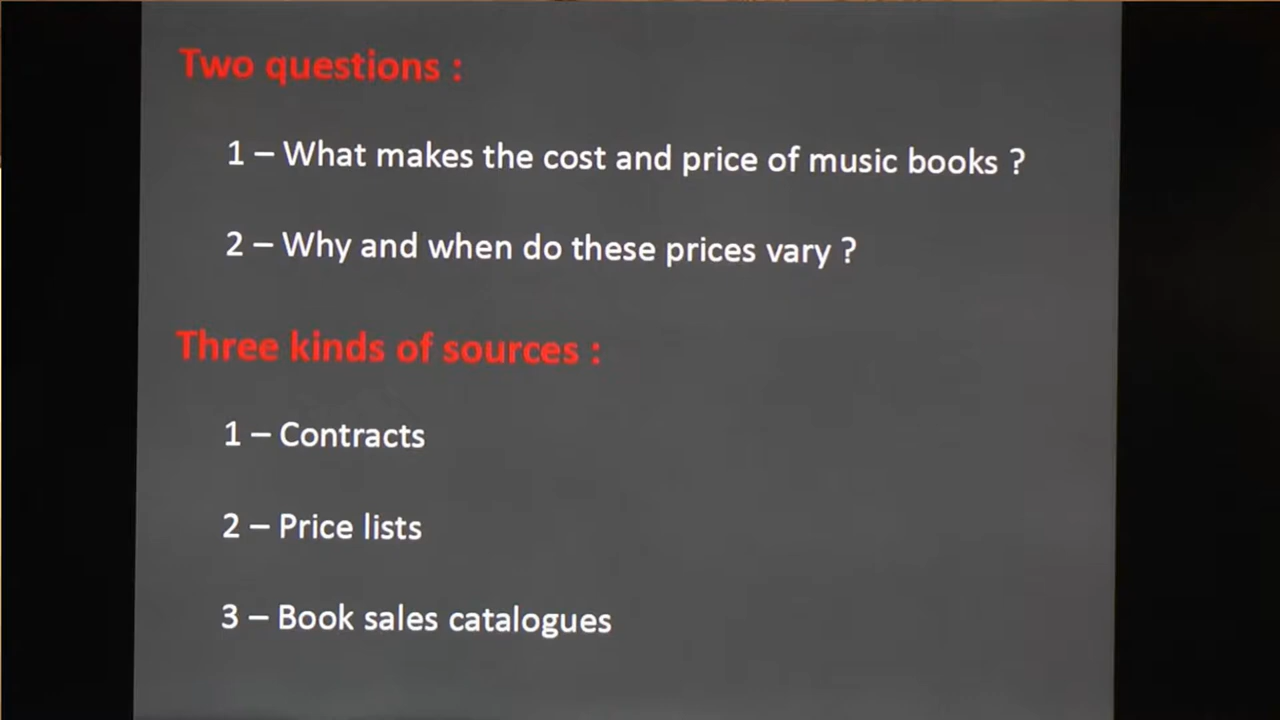 Two questions :
1 – What makes the cost and price of music books ?
2 – Why and when do these prices vary ?
Three kinds of sources :
1 – Contracts
2 – Price lists
3 – Book sales catalogues